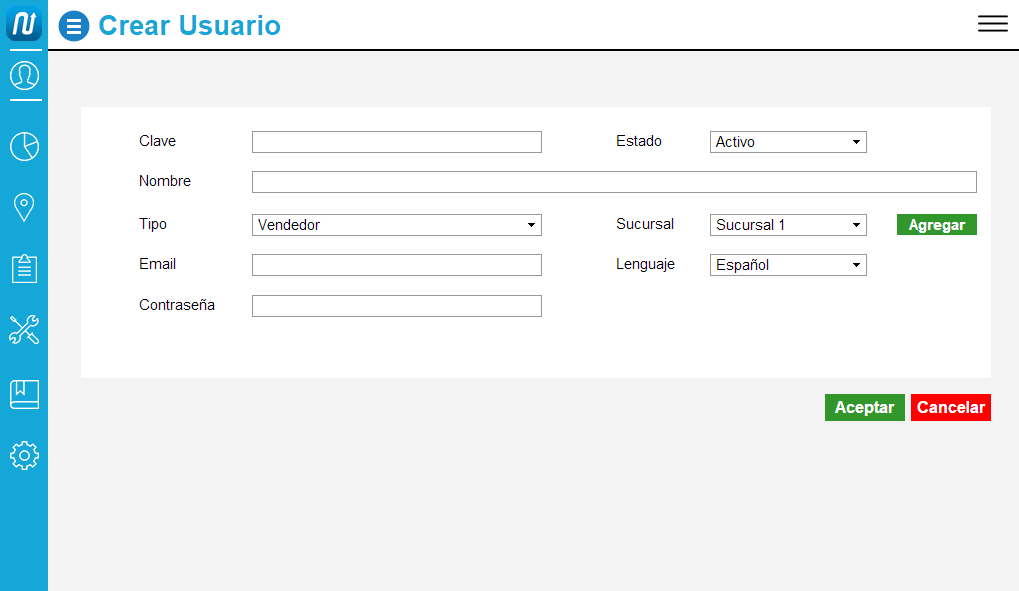 Crear Usuario
Clave
Estado
Activo
Nombre
Tipo
Vendedor
Sucursal
Sucursal 1
Agregar
Email
Lenguaje
Español
Contraseña
Aceptar
Cancelar